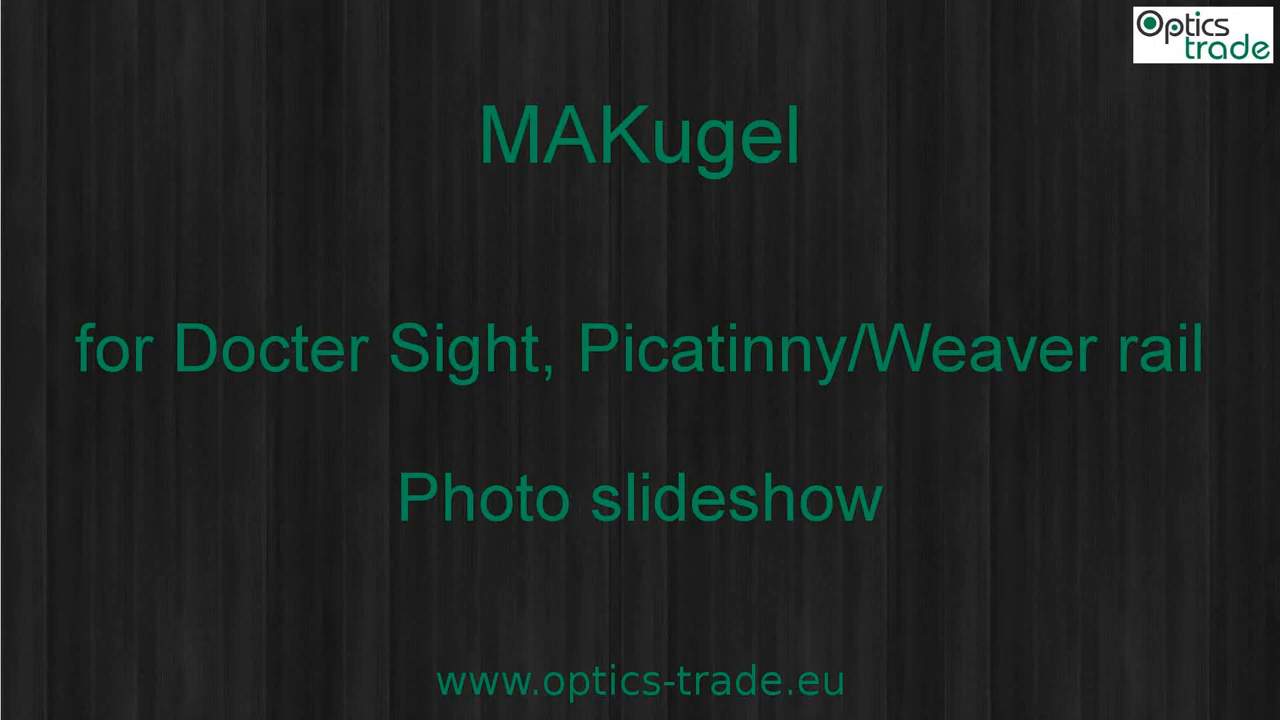 Optics
trade
MAKugel
for Docter Sight, Picatinny/Weaver rail
Photo slideshow
www.optics-trade.eu